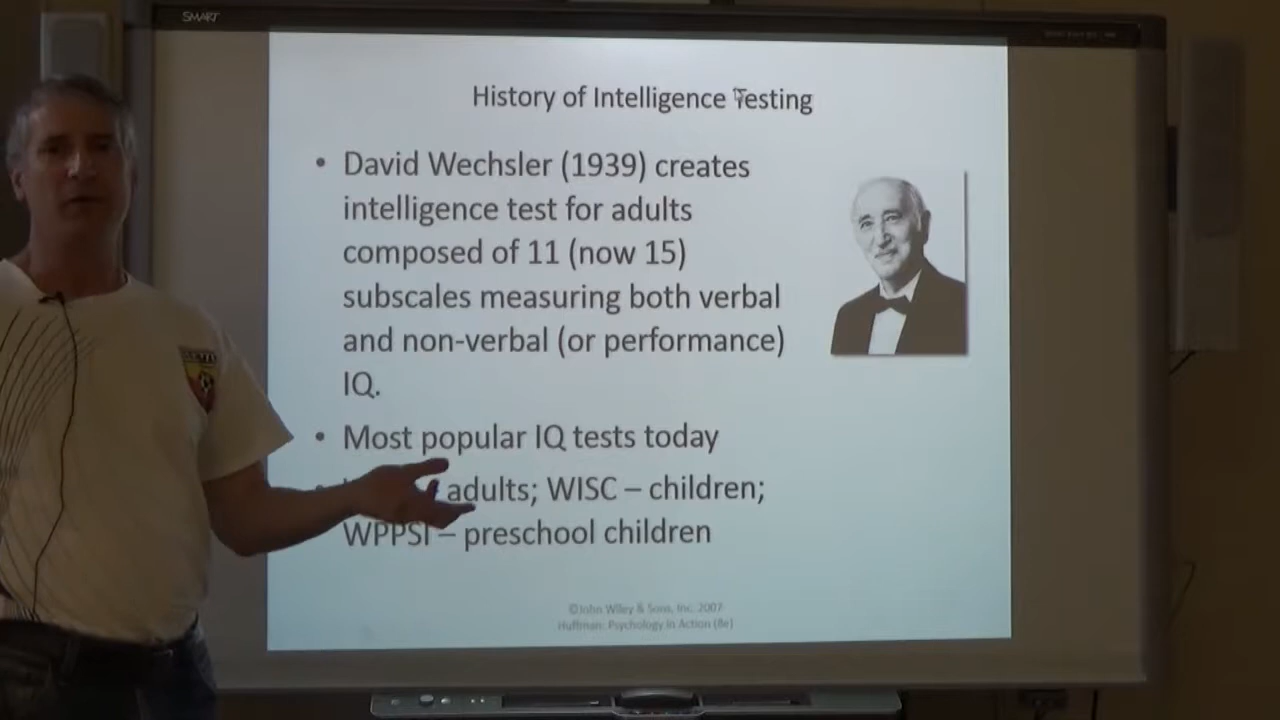 SMART
History of Intelligence Testing
• David Wechsler (1939) creates
intelligence test for adults
composed of 11 (now 15)
subscales measuring both verbal
and non-verbal (or performance)
IQ.
• Most popular IQ tests today
adults; WISC – children;
WPPSI – preschool children
©John Wiley & Sons, Inc. 2007
Huffman: Psychology in Action (8e)